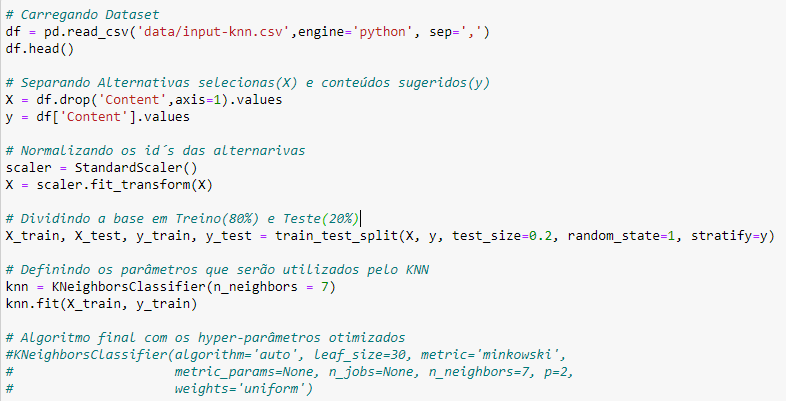 # Carregando Dataset
df = pd.read_csv('data/input-knn.csv',engine='python', sep=',')
df.head()
# Separando Alternativas selecionas(X) e conteúdos sugeridos(y)
X = df.drop('Content',axis=1).values
y = df['Content'].values
# Normalizando os id´s das alternarivas
scaler = StandardScaler()
X = scaler.fit_transform(X)
# Dividindo a base em Treino(80%) e Teste(20%)
X_train, X_test, y_train, y_test = train_test_split(X, y, test_size=0.2, random_state=1, stratify=y)
# Definindo os parâmetros que serão utilizados pelo KNN
knn = KNeighborsClassifier(n_neighbors = 7)
knn.fit(X_train, y_train)
# Algoritmo final com os hyper-parâmetros otimizados
#KNeighborsClassifier(algorithm='auto', leaf_size=30, metric='minkowski',
#                     metric_params=None, n_jobs=None, n_neighbors=7, p=2,
#                     weights='uniform')